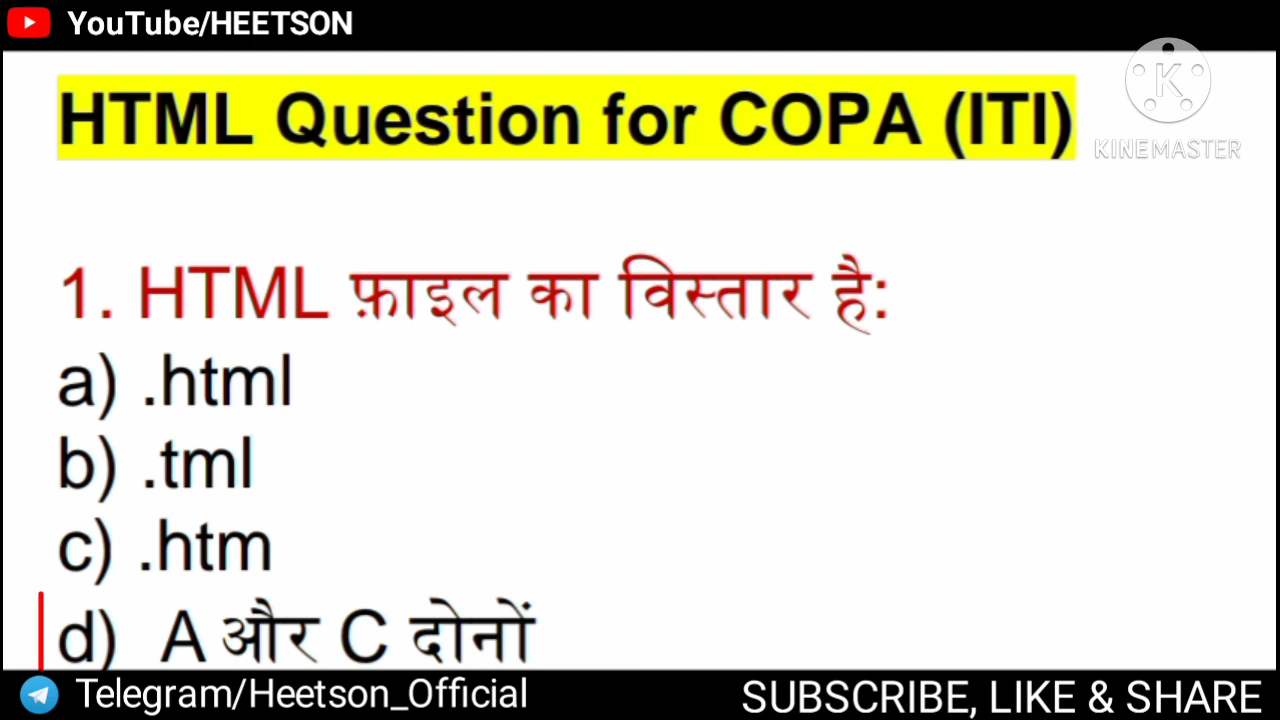 YouTube/HEETSON
HTML Question for COPA (ITI)
K
KINEMASTER
1. HTML फ़ाइल का विस्तार है:
a) .html
b) .tml
c) .htm
d) A और C दोनों
Telegram/Heetson_Official
SUBSCRIBE, LIKE & SHARE